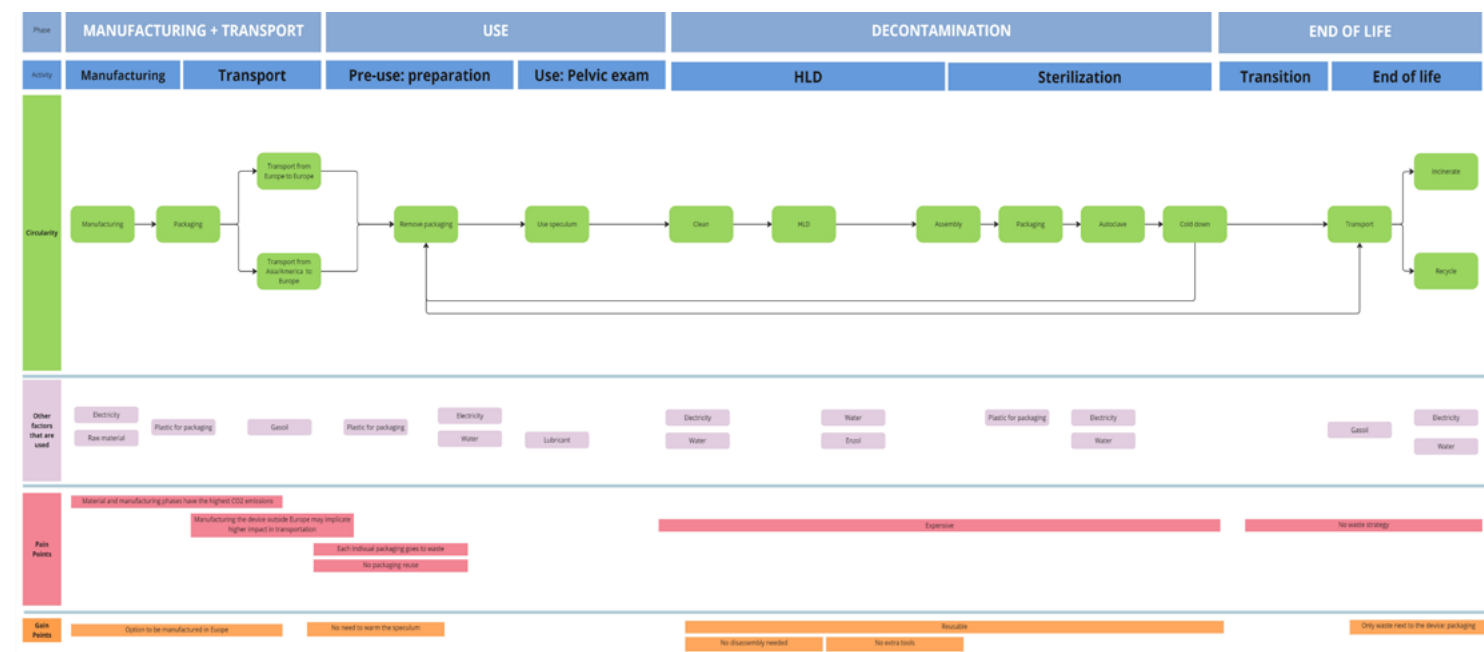 Phase
MANUFACTURING + TRANSPORT
USE
DECONTAMINATION
END OF LIFE
Activity
Manufacturing
Transport
Pre-use: preparation
Use: Pelvic exam
HLD
Sterilization
Transition
End of life
Circularity
Manufacturing
Packaging
Transport from
Europe to Europe
Transport from
Asia/America to
Europe
Remove packaging
Use speculum
Clean
HLD
Assembly
Packaging
Autoclave
Cold down
Transport
Incinerate
Recycle
Other
factors
that are
used
Electricity
Raw material
Plastic for packaging
Gasoil
Plastic for packaging
Electricity
Water
Lubricant
Electricity
Water
Water
Enzol
Plastic for packaging
Electricity
Water
Gasoil
Electricity
Water
Pain
Points
Material and manufacturing phases have the highest CO2 emissions
Manufacturing the device outside Europe may implicate
higher impact in transportation
Each indivual packaging goes to waste
No packaging reuse
Expensive
No waste strategy
Gain
Points
Option to be manufactured in Euope
No need to warm the speculum
Reusable
No disassembly needed
No extra tools
Only waste next to the device: packaging